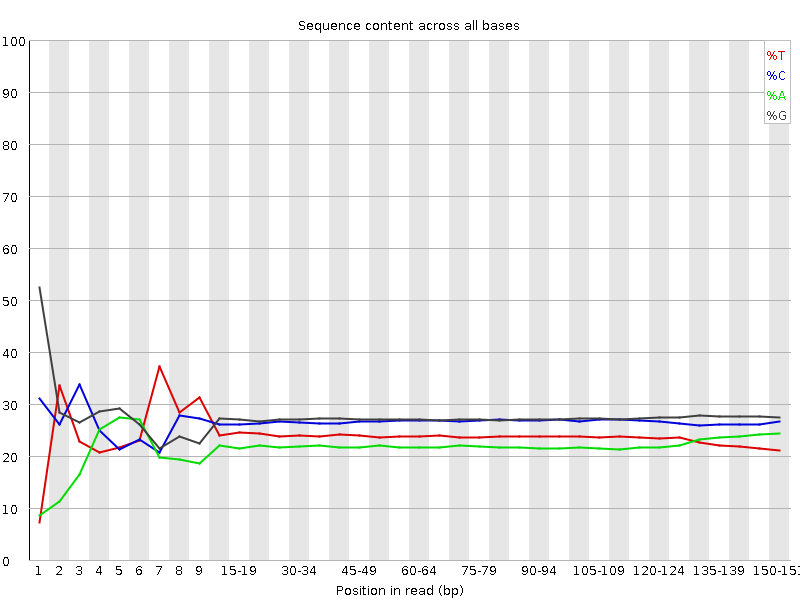 Sequence content across all bases
%T
%C
%A
%G
100
90
80
70
60
50
40
30
20
10
0
1 2 3 4 5 6 7 8 9 15-19 30-34 45-49 60-64 75-79 90-94 105-109 120-124 135-139 150-151
Position in read (bp)